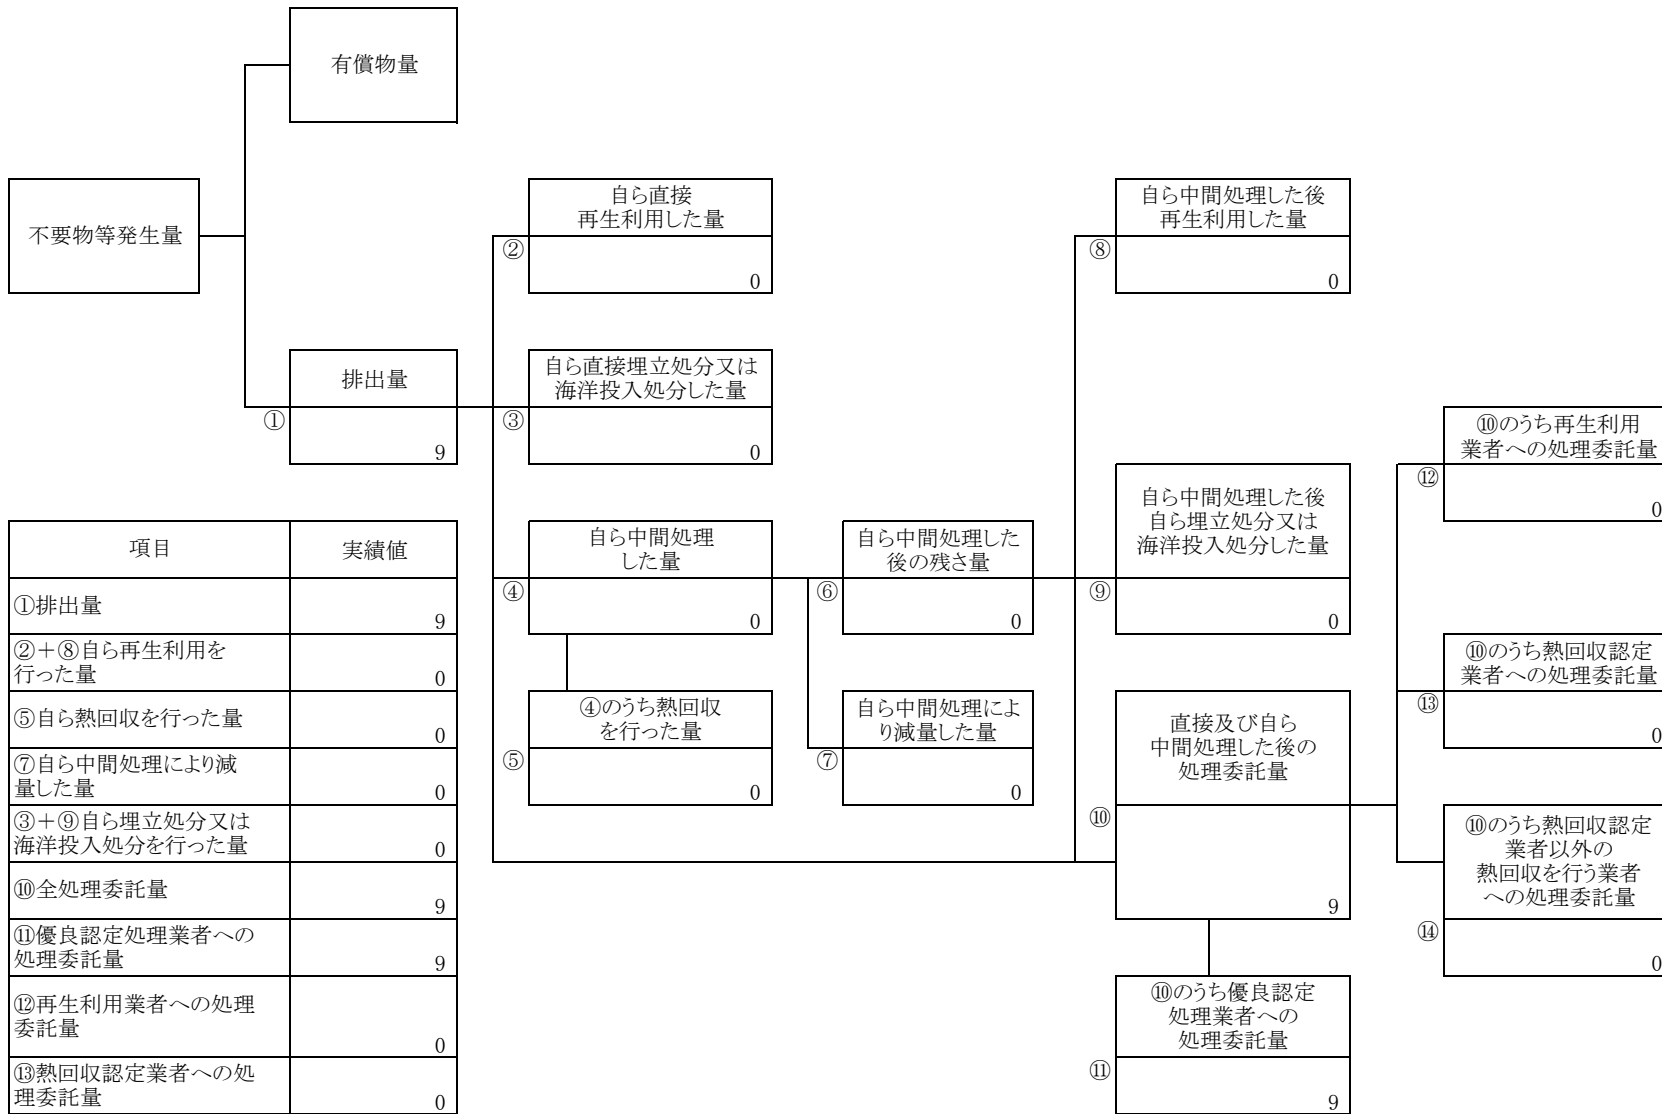 有償物量
不要物等発生量
自ら直接
再生利用した量
②
0
自ら中間処理した後
再生利用した量
⑧
0
排出量
①
9
自ら直接埋立処分又は
海洋投入処分した量
③
0
⑩のうち再生利用
業者への処理委託量
⑫
0
自ら中間処理
した量
④
0
自ら中間処理した
後の残さ量
⑥
0
自ら中間処理した後
自ら埋立処分又は
海洋投入処分した量
⑨
0
⑩のうち熱回収認定
業者への処理委託量
⑬
0
④のうち熱回収
を行った量
⑤
0
自ら中間処理によ
り減量した量
⑦
0
直接及び自ら
中間処理した後の
処理委託量
⑩
9
⑩のうち熱回収認定
業者以外の
熱回収を行う業者
への処理委託量
⑭
0
⑩のうち優良認定
処理業者への
処理委託量
⑪
9
項目 実績値
①排出量 9
②+⑧自ら再生利用を
行った量 0
⑤自ら熱回収を行った量 0
⑦自ら中間処理により減
量した量 0
③+⑨自ら埋立処分又は
海洋投入処分を行った量 0
⑩全処理委託量 9
⑪優良認定処理業者への
処理委託量 9
⑫再生利用業者への処理
委託量 0
⑬熱回収認定業者への処
理委託量 0